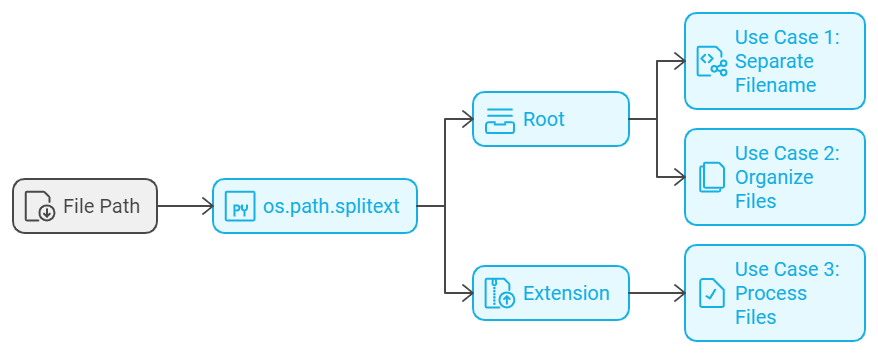 File Path
PY
os.path.splitext
Root
Extension
Use Case 1:
Separate
Filename
Use Case 2:
Organize
Files
Use Case 3:
Process
Files